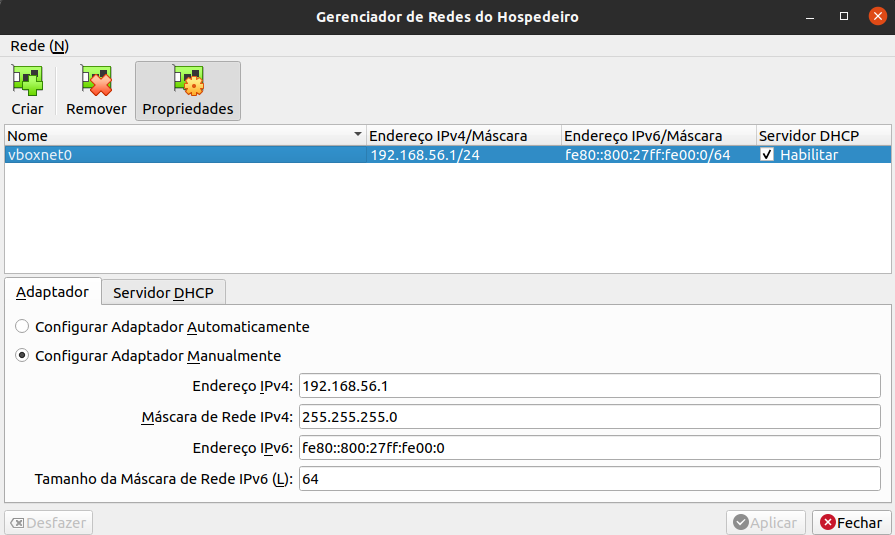 Gerenciador de Redes do Hospedeiro
Rede (N)
Criar Remover Propriedades
Nome Endereço IPv4/Máscara Endereço IPv6/Máscara Servidor DHCP
vboxnet0 192.168.56.1/24 fe80::800:27ff:fe00:0/64 Habilitar
Adaptador Servidor DHCP
Configurar Adaptador Automaticamente
Configurar Adaptador Manualmente
Endereço IPv4: 192.168.56.1
Máscara de Rede IPv4: 255.255.255.0
Endereço IPv6: fe80::800:27ff:fe00:0
Tamanho da Máscara de Rede IPv6 (L): 64
Desfazer Aplicar Fechar